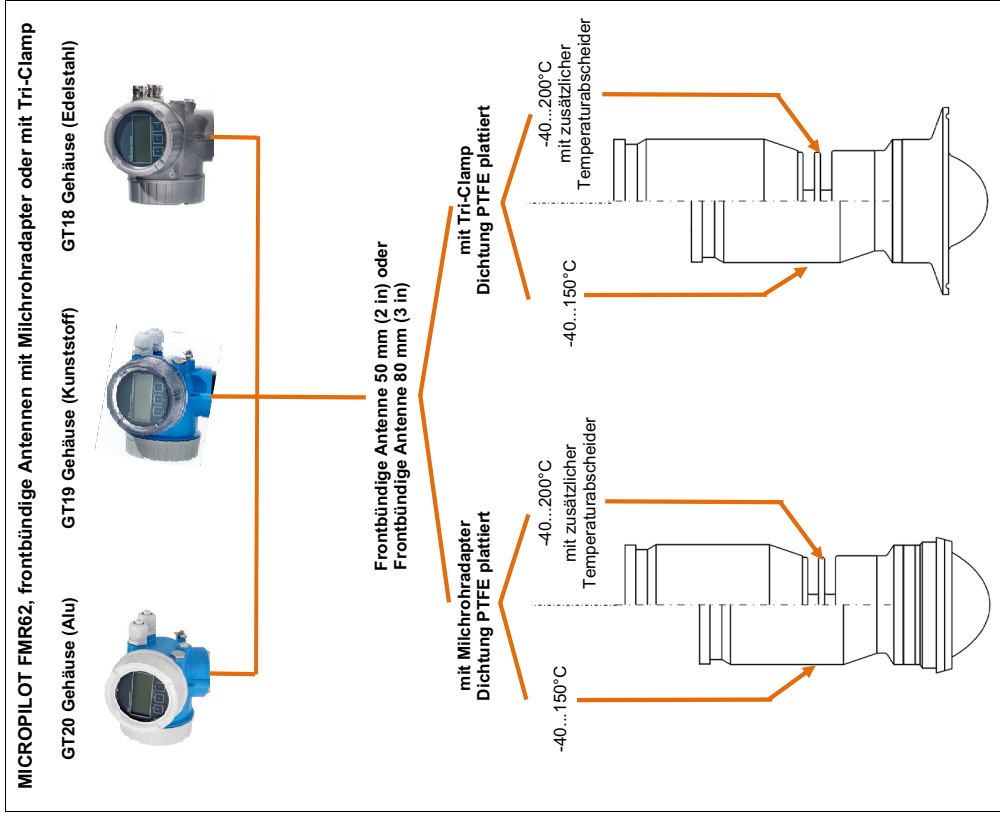 MICROPILOT FMR62, frontbündige Antennen mit Milchrohradapter oder mit Tri-Clamp
GT20 Gehäuse (Alu)
GT19 Gehäuse (Kunststoff)
GT18 Gehäuse (Edelstahl)
Frontbündige Antenne 50 mm (2 in) oder
Frontbündige Antenne 80 mm (3 in)
mit Milchrohradapter
Dichtung PTFE plattiert
mit Tri-Clamp
Dichtung PTFE plattiert
-40...150°C
-40...200°C
mit zusätzlicher
Temperaturabscheider
-40...150°C
-40...200°C
mit zusätzlicher
Temperaturabscheider